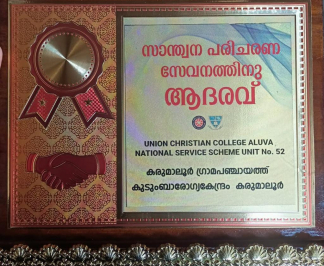 സാന്ത്വന പരിചരണ
സേവനത്തിനു
ആദരവ്
UNION CHRISTIAN COLLEGE ALUVA
NATIONAL SERVICE SCHEME UNIT No. 52
കരുമാലൂർ ഗ്രാമപഞ്ചായത്ത്
കുടുംബാരോഗ്യകേന്ദ്രം കരുമാലൂർ